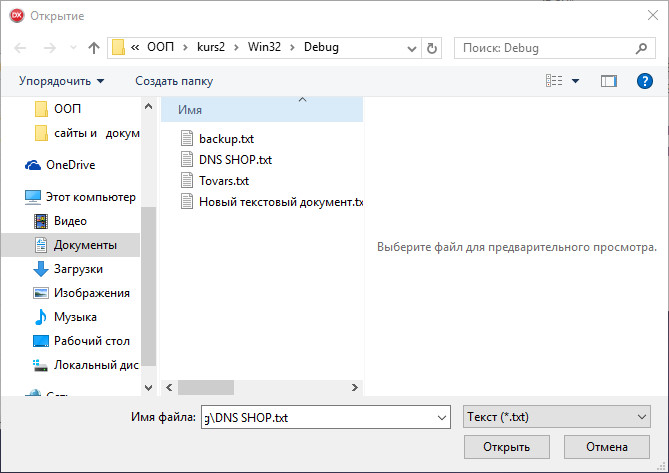 DX Открытие
« ООП › kurs2 › Win32 › Debug
Поиск: Debug
Упорядочить Создать папку
?
ООП
сайты и докум
OneDrive
Этот компьютер
Видео
Документы
Загрузки
Изображения
Музыка
Рабочий стол
Локальный дис
Имя
backup.txt
DNS SHOP.txt
Tovars.txt
Новый текстовый документ.tx
Выберите файл для предварительного просмотра.
Имя файла: g\DNS SHOP.txt
Текст (*.txt)
Открыть Отмена